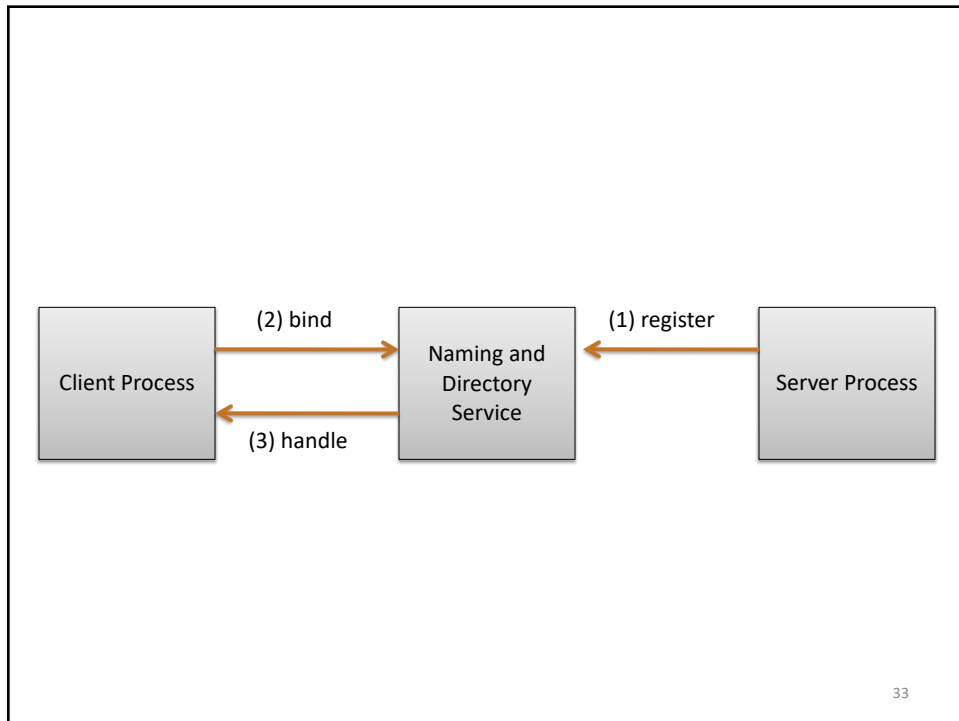 (2) bind
(1) register
Client Process
Naming and
Directory
Service
Server Process
(3) handle
33